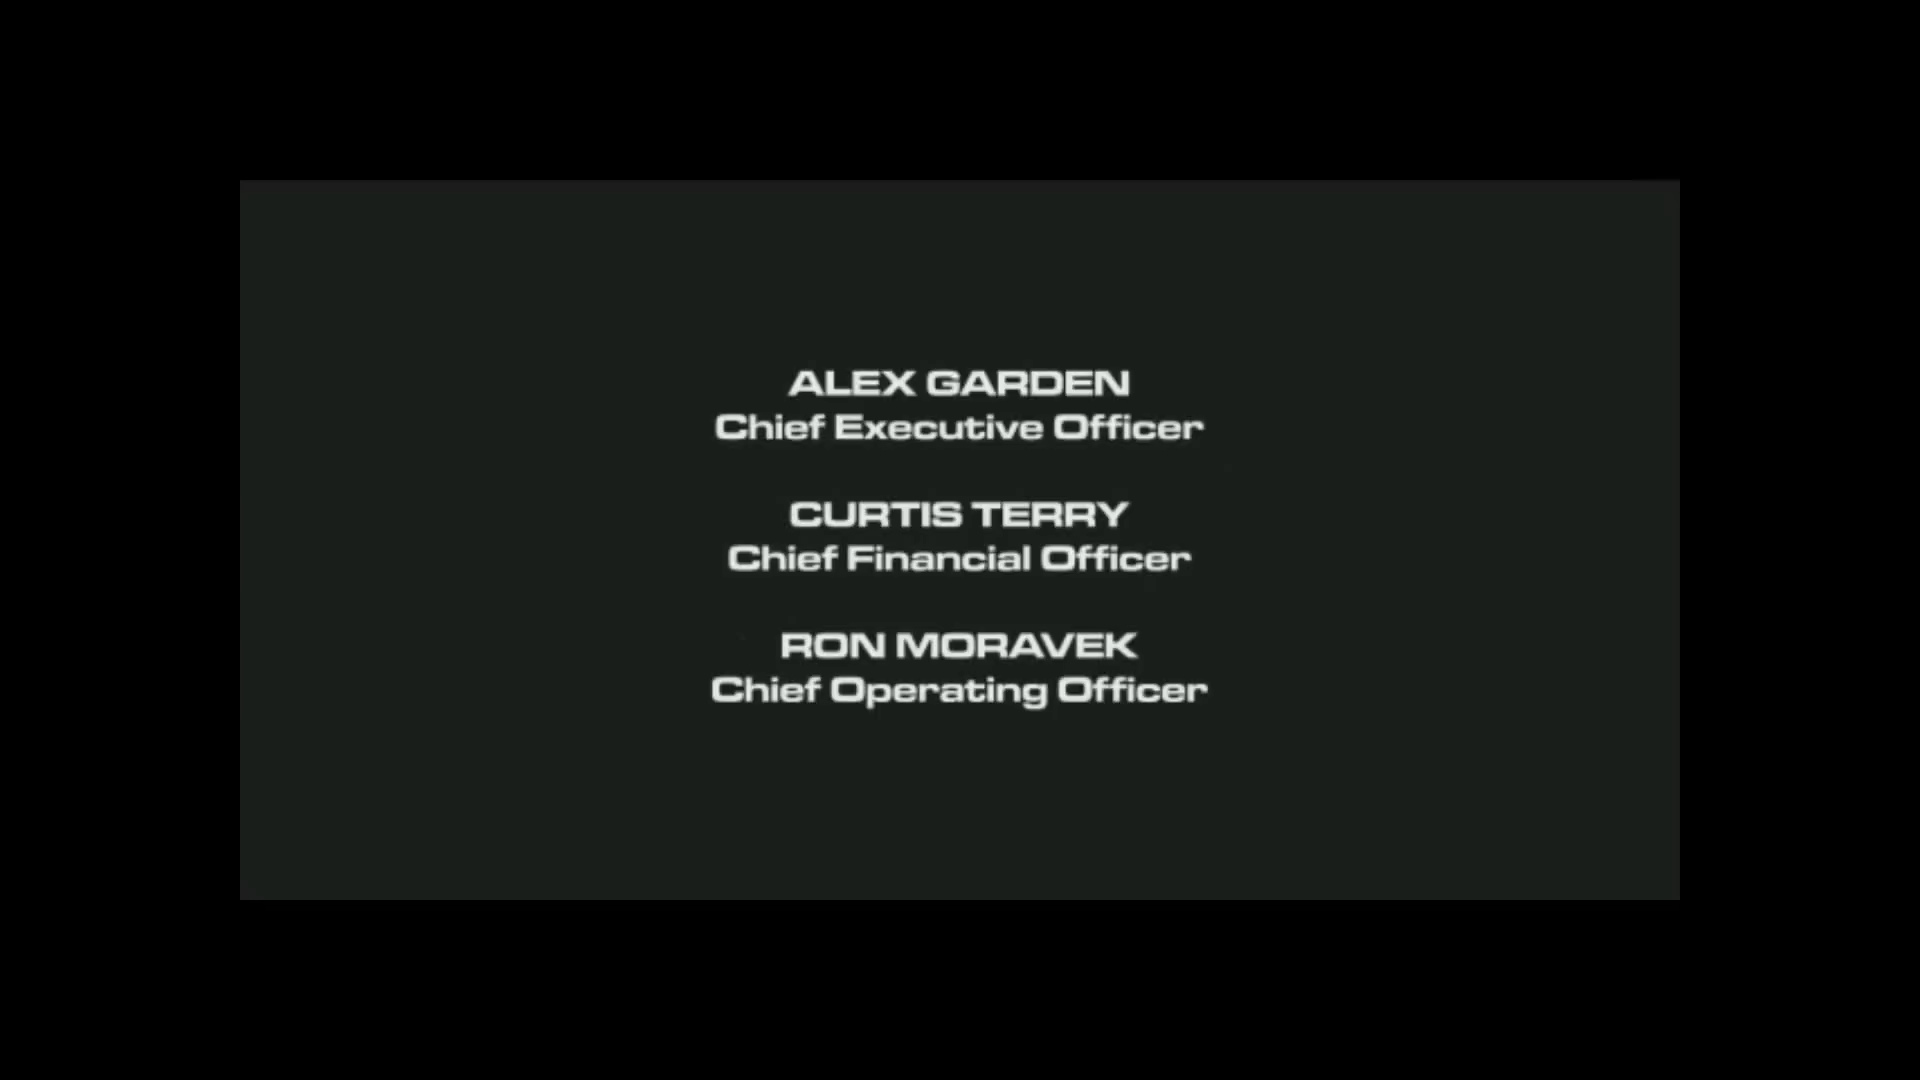 ALEX GARDEN
Chief Executive Officer
CURTIS TERRY
Chief Financial Officer
RON MORAVEK
Chief Operating Officer